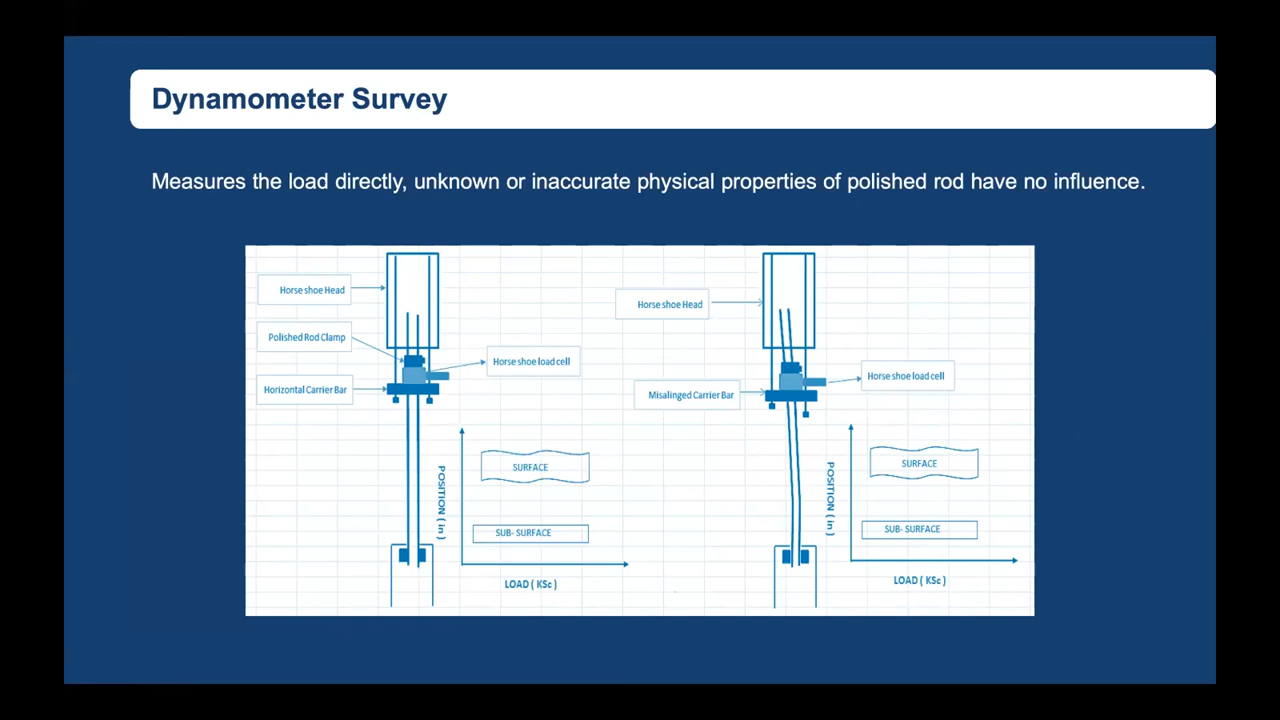 Dynamometer Survey
Measures the load directly, unknown or inaccurate physical properties of polished rod have no influence.
Horse shoe Head
Polished Rod Clamp
Horse shoe load cell
Horizontal Carrier Bar
POSITION ( in )
SURFACE
SUB- SURFACE
LOAD ( KSc )
Horse shoe Head
Horse shoe load cell
Misalinged Carrier Bar
POSITION ( in )
SURFACE
SUB- SURFACE
LOAD ( KSc )